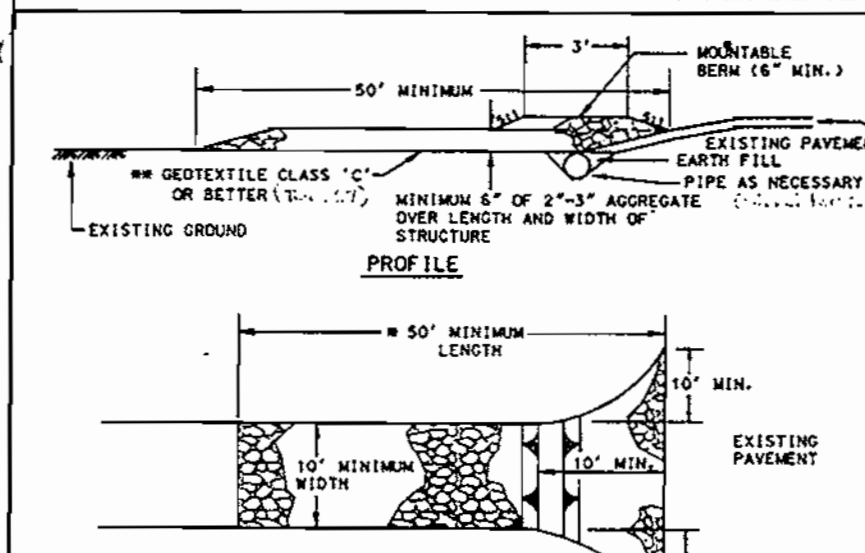 3'
MOUNTABLE
BERM (6" MIN.)
50' MINIMUM
5:1
5:1
EXISTING PAVEME
** GEOTEXTILE CLASS 'C'
OR BETTER
EARTH FILL
PIPE AS NECESSARY
MINIMUM 6" OF 2"-3" AGGREGATE
OVER LENGTH AND WIDTH OF
STRUCTURE
EXISTING GROUND
PROFILE
* 50' MINIMUM
LENGTH
10' MIN.
EXISTING
PAVEMENT
10' MINIMUM
WIDTH
10' MIN.